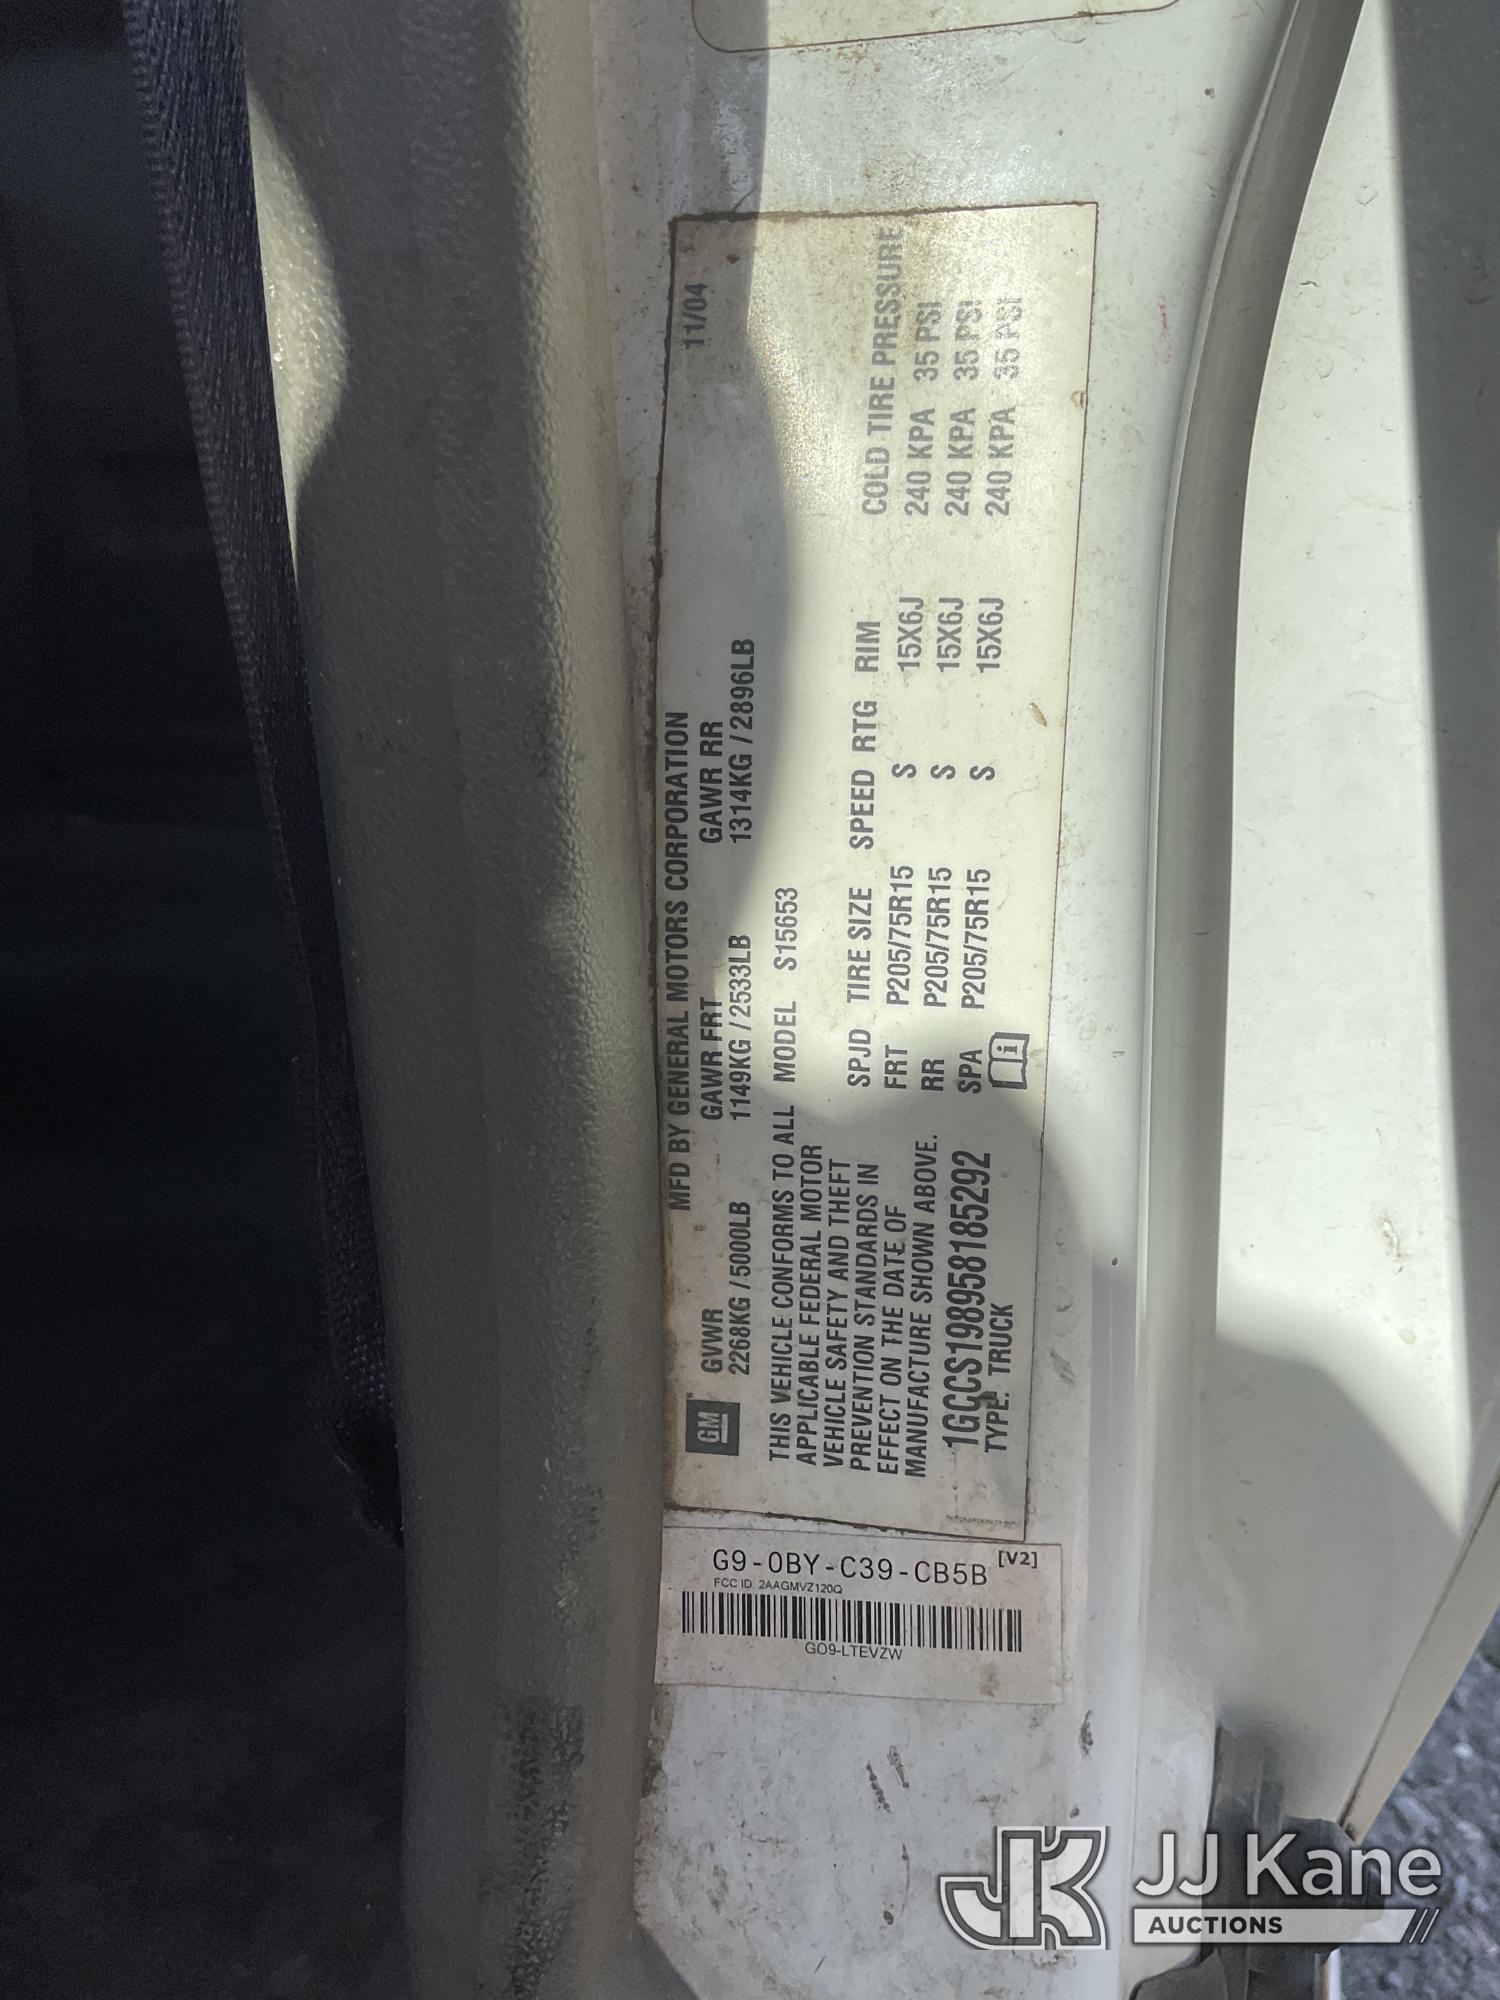 MFD BY GENERAL MOTORS CORPORATION 11/04
GM GVWR GAWR FRT GAWR RR
2268KG / 5000LB 1149KG / 2533LB 1314KG / 2896LB
THIS VEHICLE CONFORMS TO ALL MODEL S15653
APPLICABLE FEDERAL MOTOR
VEHICLE SAFETY AND THEFT
PREVENTION STANDARDS IN
EFFECT ON THE DATE OF
MANUFACTURE SHOWN ABOVE.
1GCCS198958185292
TYPE: TRUCK
SPJD TIRE SIZE SPEED RTG RIM COLD TIRE PRESSURE
FRT P205/75R15 S 15X6J 240 KPA 35 PSI
RR P205/75R15 S 15X6J 240 KPA 35 PSI
SPA P205/75R15 S 15X6J 240 KPA 35 PSI
G9-0BY-C39-CB5B [V2]
FCC ID 2AAGMVZ120Q
GO9-LTEVZW
JK JJ Kane
AUCTIONS